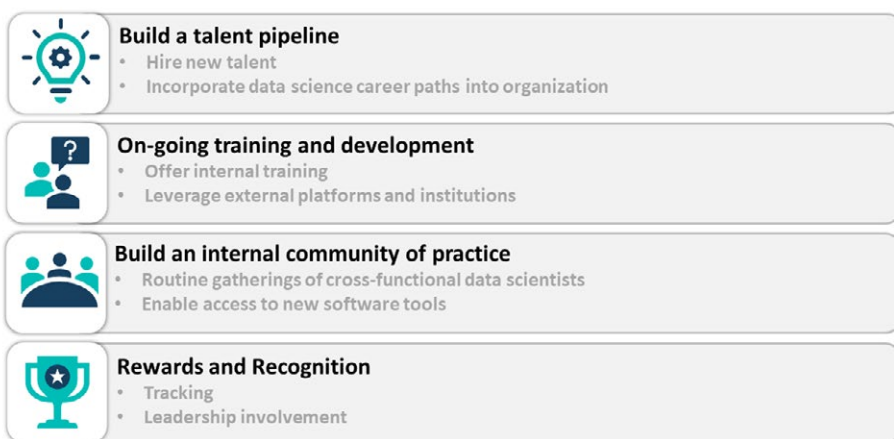 Build a talent pipeline
• Hire new talent
• Incorporate data science career paths into organization
?
On-going training and development
• Offer internal training
• Leverage external platforms and institutions
Build an internal community of practice
• Routine gatherings of cross-functional data scientists
• Enable access to new software tools
Rewards and Recognition
• Tracking
• Leadership involvement